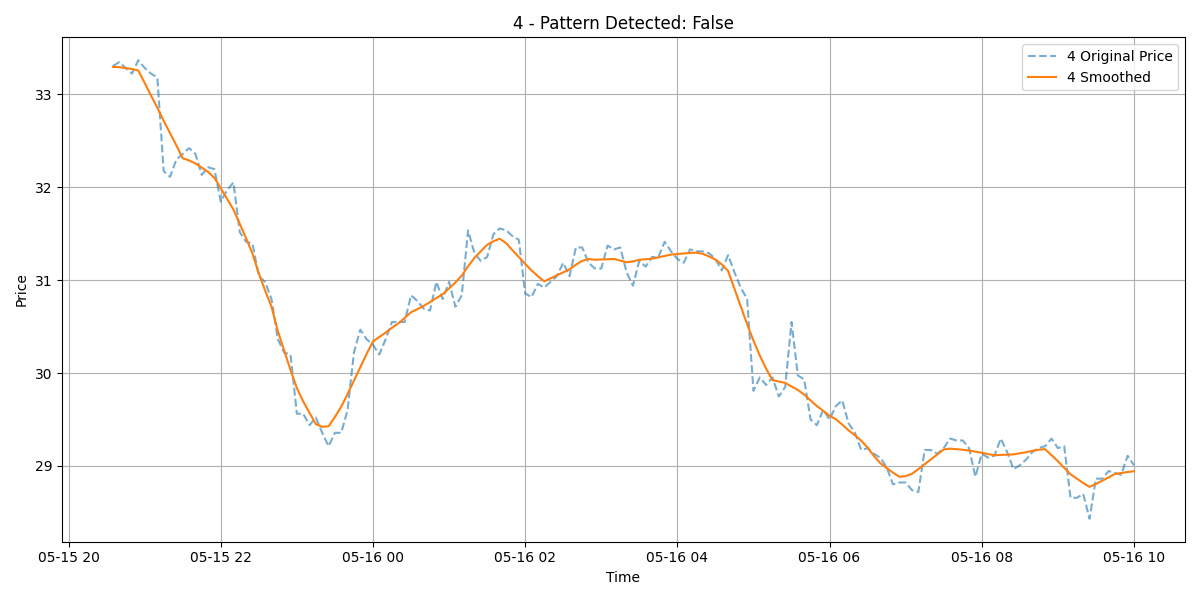 4 - Pattern Detected: False
4 Original Price
4 Smoothed
Price
33
32
31
30
29
05-15 20
05-15 22
05-16 00
05-16 02
05-16 04
05-16 06
05-16 08
05-16 10
Time